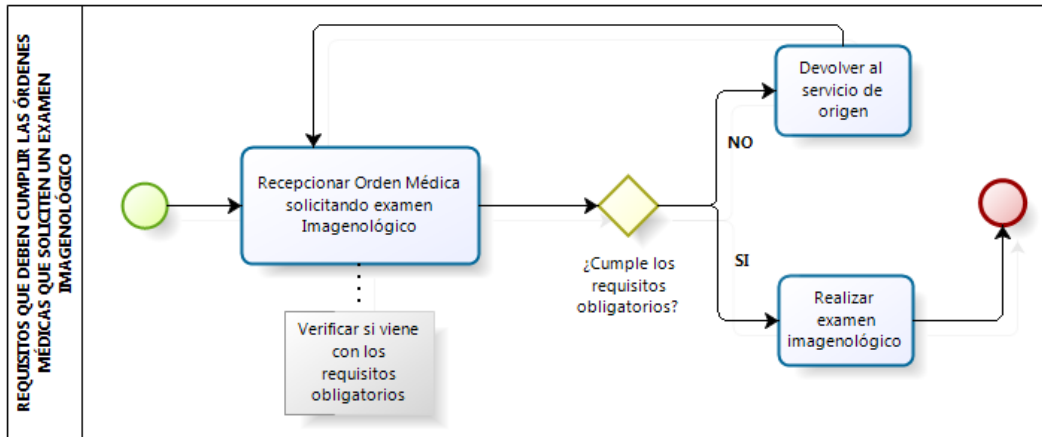 REQUISITOS QUE DEBEN CUMPLIR LAS ÓRDENES
MÉDICAS QUE SOLICITEN UN EXAMEN
IMAGENOLÓGICO
Recepcionar Orden Médica
solicitando examen
Imagenológico
Verificar si viene
con los
requisitos
obligatorios
¿Cumple los
requisitos
obligatorios?
NO
Devolver al
servicio de
origen
SI
Realizar
examen
imagenológico